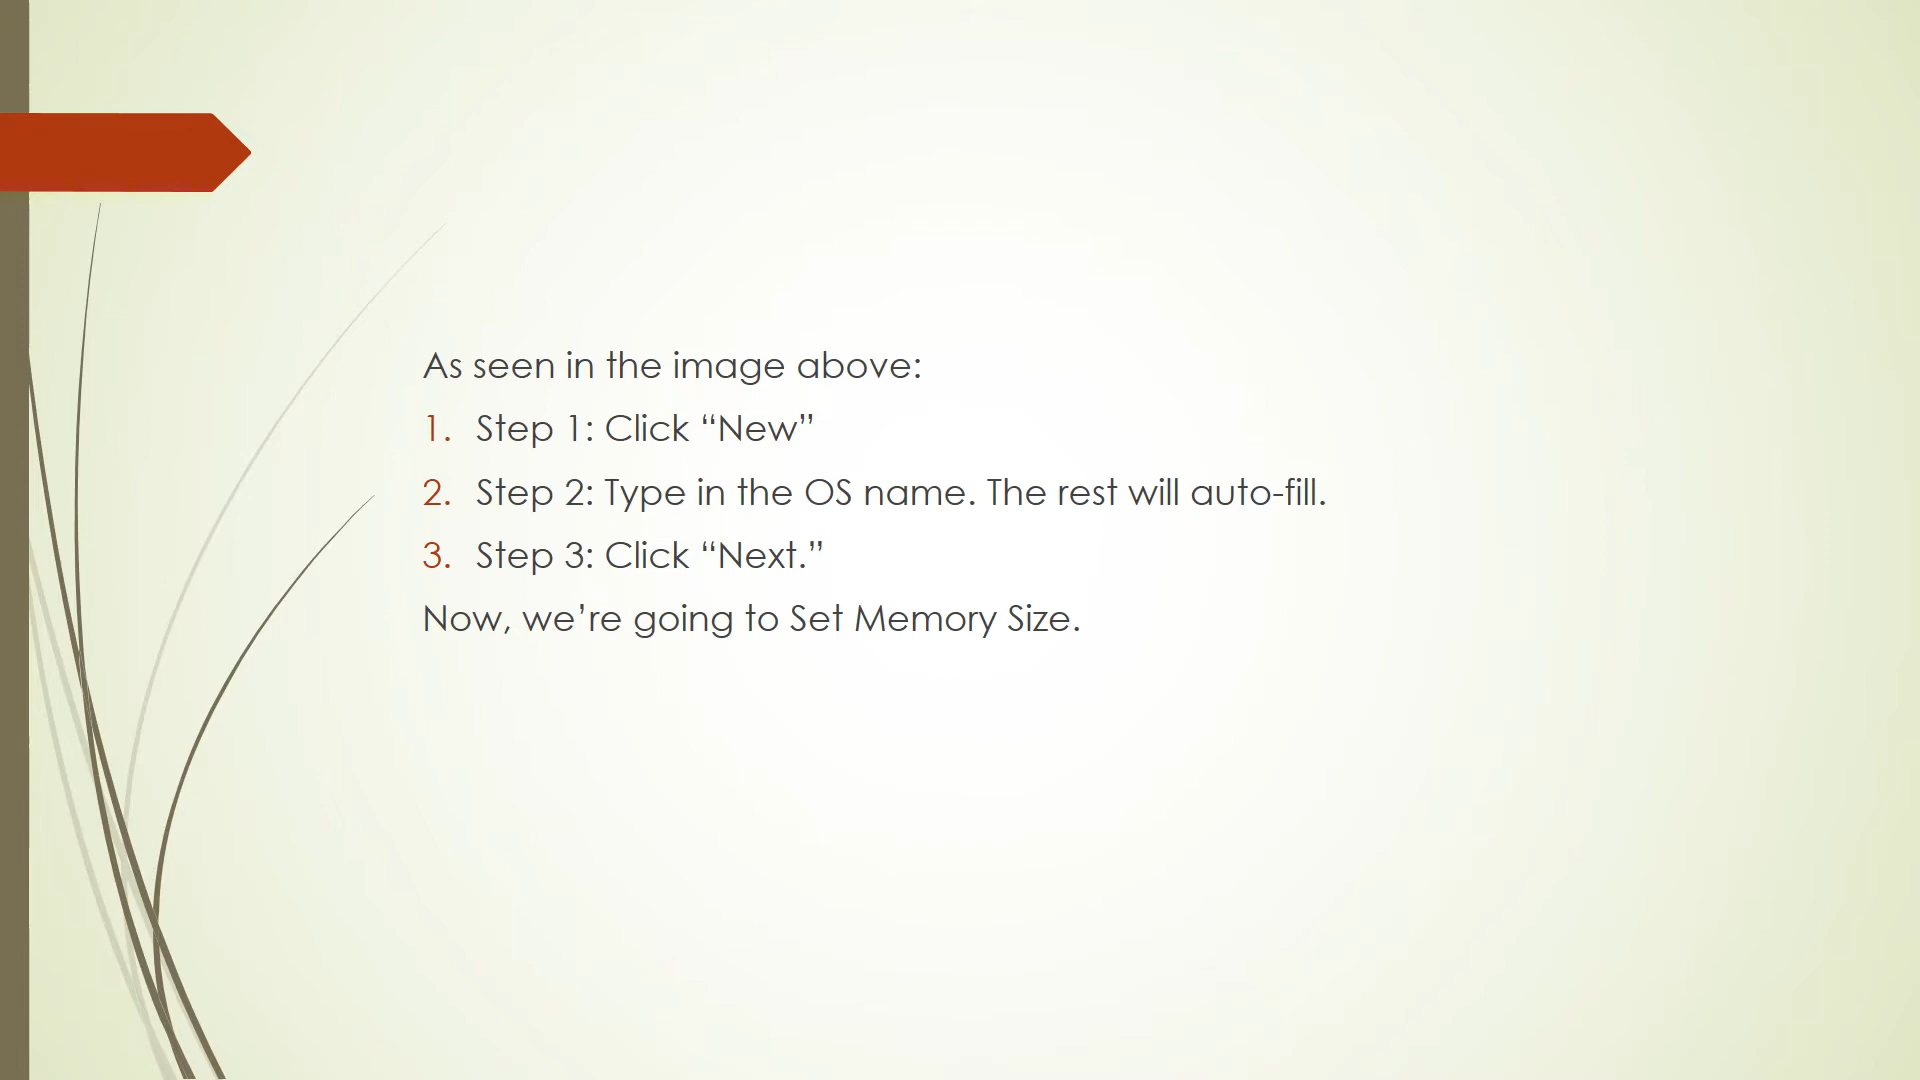 As seen in the image above:
1. Step 1: Click “New”
2. Step 2: Type in the OS name. The rest will auto-fill.
3. Step 3: Click “Next.”
Now, we’re going to Set Memory Size.